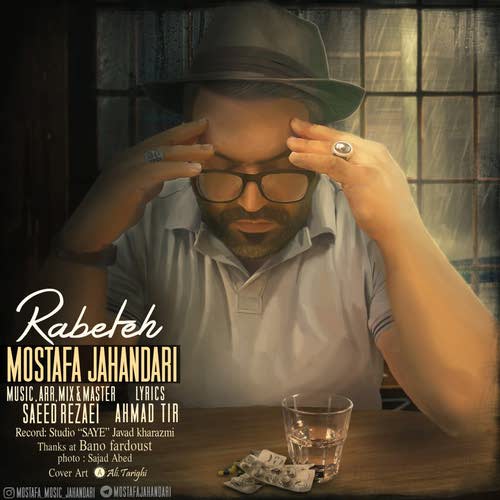 Rabeteh
MOSTAFA JAHANDARI
MUSIC, ARR, MIX & MASTER LYRICS
SAEED REZAEI AHMAD TIR
Record: Studio "SAYE" Javad kharazmi
Thanks at Bano fardoust
photo : Sajad Abed
Cover Art A Ali.Tarighi
MOSTAFA_MUSIC_JAHANDARI MOSTAFAJAHANDARI